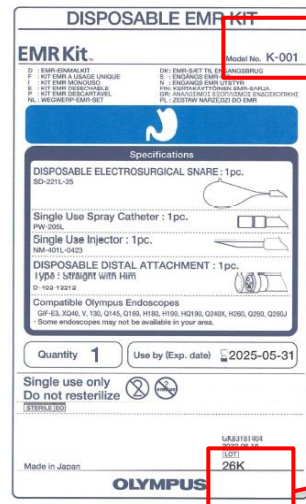 DISPOSABLE EMR KIT
EMR Kit
Model No. K-001
D : EMR-EINMALKIT
F : KIT EMR A USAGE UNIQUE
I : KIT EMR MONOUSO
E : KIT EMR DESECHABLE
P : KIT EMR DESCARTÁVEL
NL: WEGWERP-EMR-SET
DK: EMR-SÆT TIL ENGANGSBRUG
S : ENGÅNGS EMR
N : ENGANGS EMR UTSTYR
FIN: KERTAKÄYTTÖINEN EMR-SARJA
GR: ΑΝΑΛΩΣΙΜΟΣ ΕΞΟΠΛΙΣΜΟΣ ΕΝΔΟΣΚΟΠΙΚΗΣ
PL : ZESTAW NARZĘDZI DO EMR
Specifications
DISPOSABLE ELECTROSURGICAL SNARE : 1pc.
SD-221L-25
Single Use Spray Catheter : 1pc.
PW-205L
Single Use Injector : 1pc.
NM-401L-0423
DISPOSABLE DISTAL ATTACHMENT : 1pc.
Type : Straight with Rim
Compatible Olympus Endoscopes
GIF-E3, XQ40, V, 130, Q145, Q160, H180, H190, HQ190, Q240X, H260, Q260, Q260J
- Some endoscopes may not be available in your area.
Quantity 1
Use by (Exp. date) 2025-05-31
Single use only
Do not resterilize
STERILE EO
LOT
26K
Made in Japan
OLYMPUS